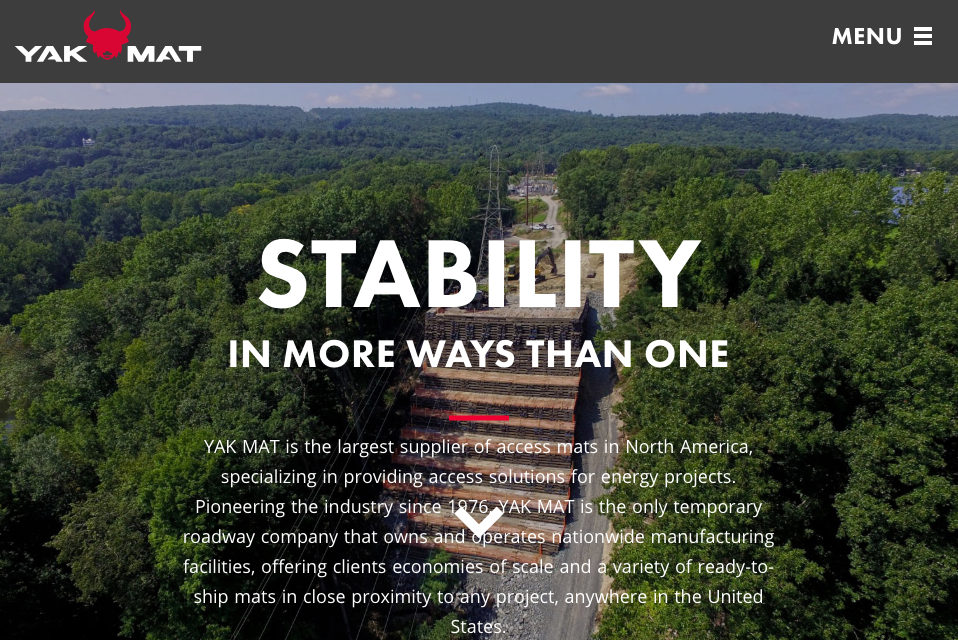 YAK MAT
MENU
STABILITY
IN MORE WAYS THAN ONE
YAK MAT is the largest supplier of access mats in North America,
specializing in providing access solutions for energy projects.
Pioneering the industry since 1976, YAK MAT is the only temporary
roadway company that owns and operates nationwide manufacturing
facilities, offering clients economies of scale and a variety of ready-to-
ship mats in close proximity to any project, anywhere in the United
States.